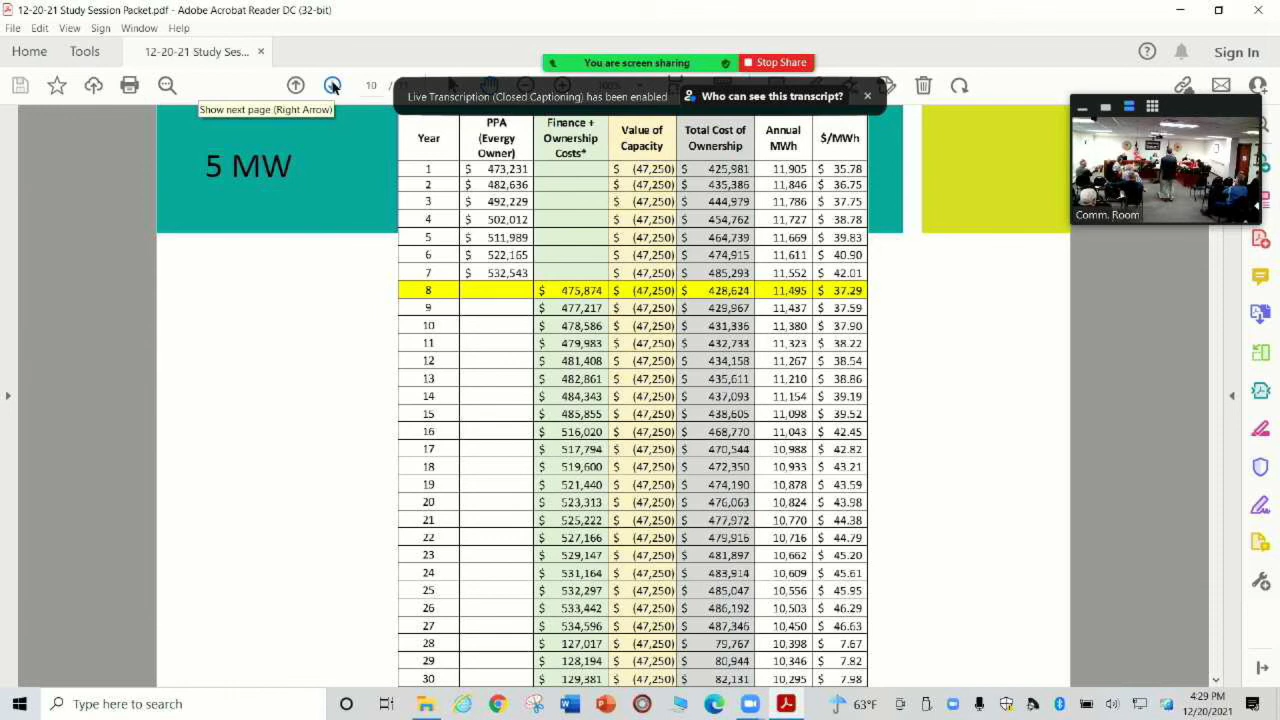 12-20-21 Study Session Packet.pdf - Adobe Acrobat Reader DC (32-bit)
File Edit View Sign Window Help
Home Tools 12-20-21 Study Ses... × Sign In
You are screen sharing Stop Share
10
Live Transcription (Closed Captioning) has been enabled Who can see this transcript? ×
Show next page (Right Arrow)
Comm. Room
5 MW
Year PPA (Evergy Owner) Finance + Ownership Costs* Value of Capacity Total Cost of Ownership Annual MWh $/MWh
1 $ 473,231 $ (47,250) $ 425,981 11,905 $ 35.78
2 $ 482,636 $ (47,250) $ 435,386 11,846 $ 36.75
3 $ 492,229 $ (47,250) $ 444,979 11,786 $ 37.75
4 $ 502,012 $ (47,250) $ 454,762 11,727 $ 38.78
5 $ 511,989 $ (47,250) $ 464,739 11,669 $ 39.83
6 $ 522,165 $ (47,250) $ 474,915 11,611 $ 40.90
7 $ 532,543 $ (47,250) $ 485,293 11,552 $ 42.01
8 $ 475,874 $ (47,250) $ 428,624 11,495 $ 37.29
9 $ 477,217 $ (47,250) $ 429,967 11,437 $ 37.59
10 $ 478,586 $ (47,250) $ 431,336 11,380 $ 37.90
11 $ 479,983 $ (47,250) $ 432,733 11,323 $ 38.22
12 $ 481,408 $ (47,250) $ 434,158 11,267 $ 38.54
13 $ 482,861 $ (47,250) $ 435,611 11,210 $ 38.86
14 $ 484,343 $ (47,250) $ 437,093 11,154 $ 39.19
15 $ 485,855 $ (47,250) $ 438,605 11,098 $ 39.52
16 $ 516,020 $ (47,250) $ 468,770 11,043 $ 42.45
17 $ 517,794 $ (47,250) $ 470,544 10,988 $ 42.82
18 $ 519,600 $ (47,250) $ 472,350 10,933 $ 43.21
19 $ 521,440 $ (47,250) $ 474,190 10,878 $ 43.59
20 $ 523,313 $ (47,250) $ 476,063 10,824 $ 43.98
21 $ 525,222 $ (47,250) $ 477,972 10,770 $ 44.38
22 $ 527,166 $ (47,250) $ 479,916 10,716 $ 44.79
23 $ 529,147 $ (47,250) $ 481,897 10,662 $ 45.20
24 $ 531,164 $ (47,250) $ 483,914 10,609 $ 45.61
25 $ 532,297 $ (47,250) $ 485,047 10,556 $ 45.95
26 $ 533,442 $ (47,250) $ 486,192 10,503 $ 46.29
27 $ 534,596 $ (47,250) $ 487,346 10,450 $ 46.63
28 $ 127,017 $ (47,250) $ 79,767 10,398 $ 7.67
29 $ 128,194 $ (47,250) $ 80,944 10,346 $ 7.82
30 $ 129,381 $ (47,250) $ 82,131 10,295 $ 7.98
Type here to search
63°F
4:29 PM
12/20/2021